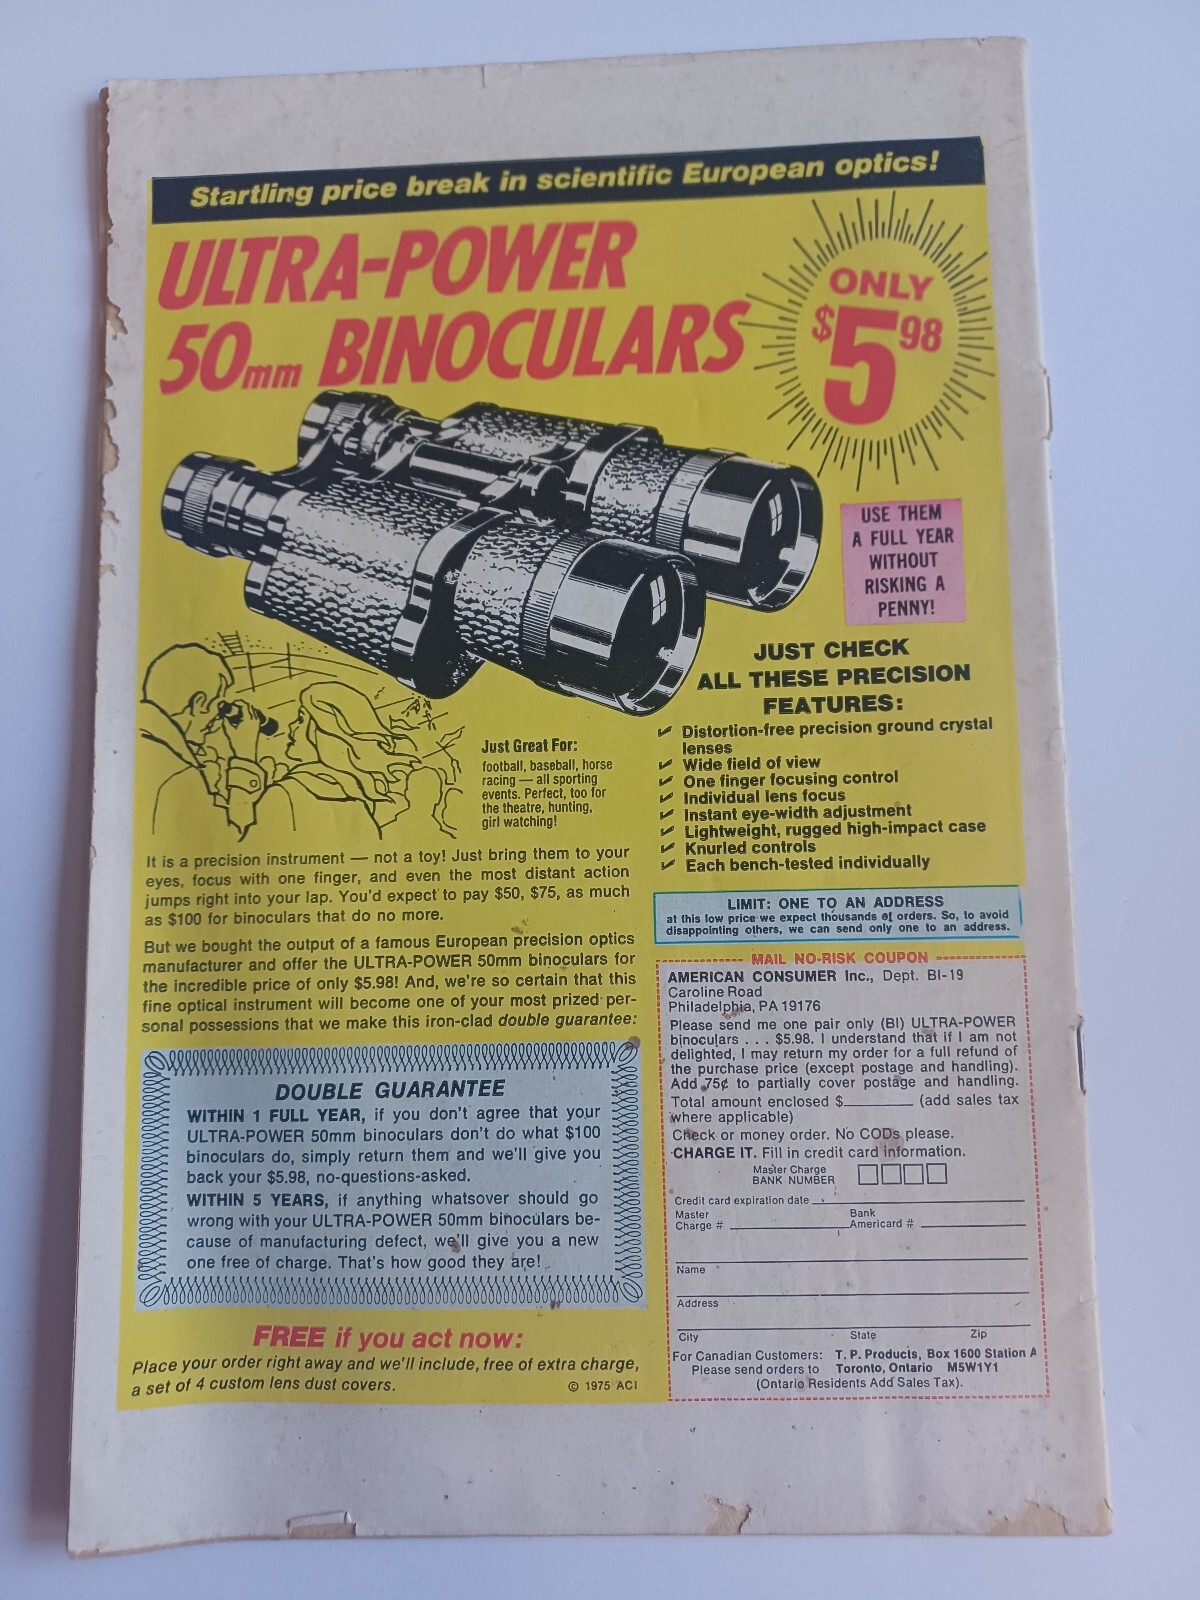 Startling price break in scientific European optics!
ULTRA-POWER
50mm BINOCULARS
ONLY
$5.98
USE THEM
A FULL YEAR
WITHOUT
RISKING A
PENNY!
JUST CHECK
ALL THESE PRECISION
FEATURES:
Distortion-free precision ground crystal
lenses
Wide field of view
One finger focusing control
Individual lens focus
Instant eye-width adjustment
Lightweight, rugged high-impact case
Knurled controls
Each bench-tested individually
Just Great For:
football, baseball, horse
racing — all sporting
events. Perfect, too for
the theatre, hunting,
girl watching!
It is a precision instrument — not a toy! Just bring them to your
eyes, focus with one finger, and even the most distant action
jumps right into your lap. You'd expect to pay $50, $75, as much
as $100 for binoculars that do no more.
But we bought the output of a famous European precision optics
manufacturer and offer the ULTRA-POWER 50mm binoculars for
the incredible price of only $5.98! And, we're so certain that this
fine optical instrument will become one of your most prized per-
sonal possessions that we make this iron-clad double guarantee:
DOUBLE GUARANTEE
WITHIN 1 FULL YEAR, if you don't agree that your
ULTRA-POWER 50mm binoculars don't do what $100
binoculars do, simply return them and we'll give you
back your $5.98, no-questions-asked.
WITHIN 5 YEARS, if anything whatsover should go
wrong with your ULTRA-POWER 50mm binoculars be-
cause of manufacturing defect, we'll give you a new
one free of charge. That's how good they are!
FREE if you act now:
Place your order right away and we'll include, free of extra charge,
a set of 4 custom lens dust covers.
© 1975 ACI
LIMIT: ONE TO AN ADDRESS
at this low price we expect thousands of orders. So, to avoid
disappointing others, we can send only one to an address.
MAIL NO-RISK COUPON
AMERICAN CONSUMER Inc., Dept. BI-19
Caroline Road
Philadelphia, PA 19176
Please send me one pair only (BI) ULTRA-POWER
binoculars . . . $5.98. I understand that if I am not
delighted, I may return my order for a full refund of
the purchase price (except postage and handling).
Add 75¢ to partially cover postage and handling.
Total amount enclosed $________ (add sales tax
where applicable)
Check or money order. No CODs please.
CHARGE IT. Fill in credit card information.
Master Charge
BANK NUMBER
Credit card expiration date
Master
Charge #
Bank
Americard #
Name
Address
City State Zip
For Canadian Customers: T. P. Products, Box 1600 Station A
Please send orders to Toronto, Ontario M5W1Y1
(Ontario Residents Add Sales Tax).